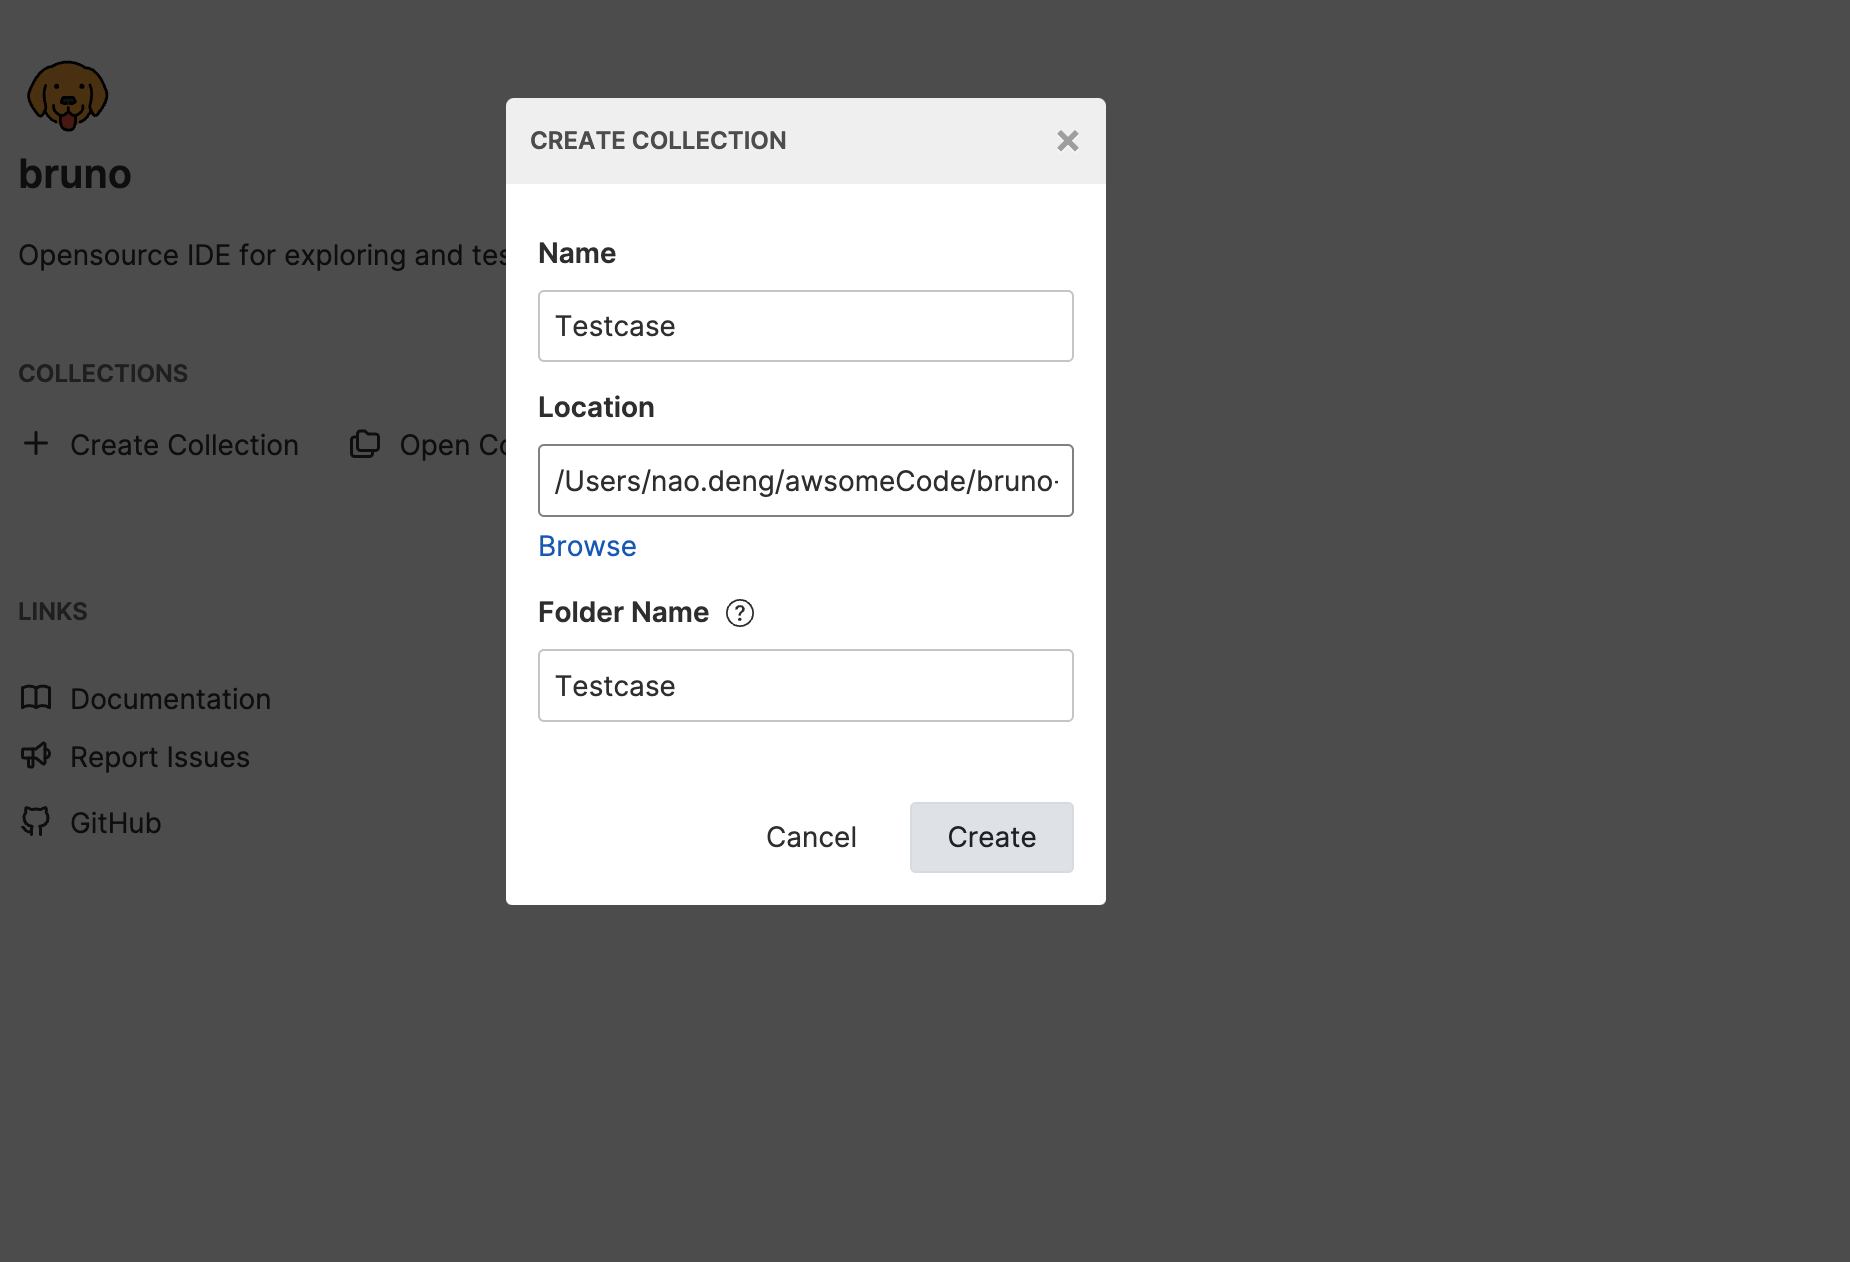 bruno
Opensource IDE for exploring and tes
COLLECTIONS
Create Collection
Open Co
LINKS
Documentation
Report Issues
GitHub
CREATE COLLECTION
Name
Testcase
Location
/Users/nao.deng/awsomeCode/bruno-
Browse
Folder Name ?
Testcase
Cancel
Create